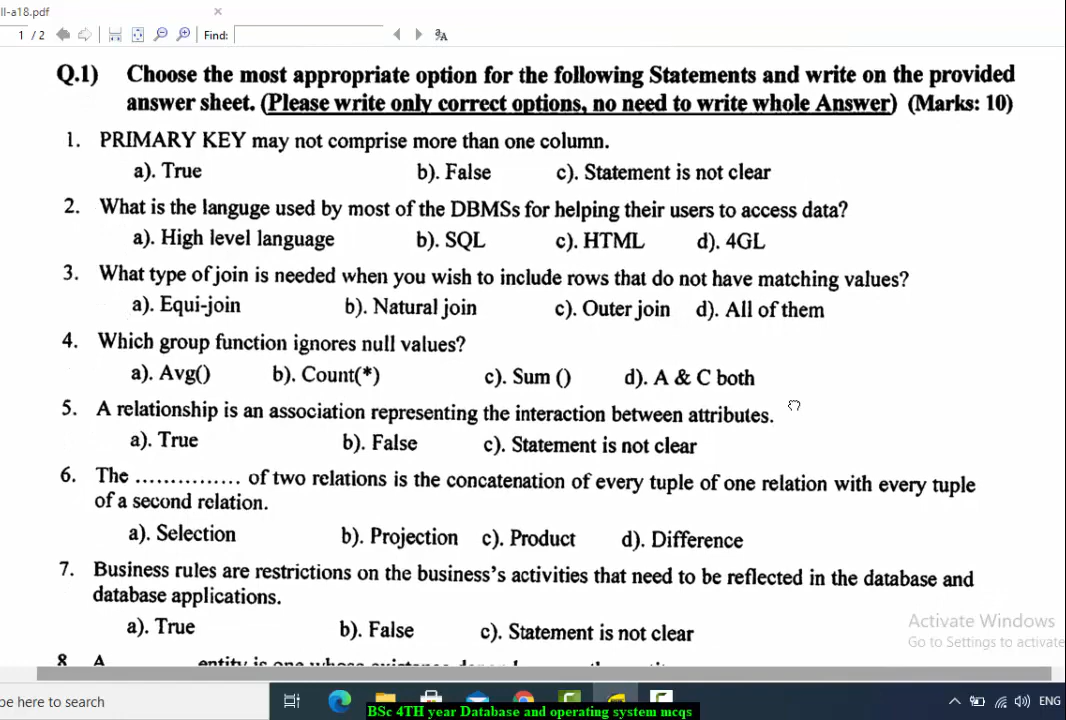 ll-a18.pdf
1 / 2 Find:
Q.1) Choose the most appropriate option for the following Statements and write on the provided
answer sheet. (Please write only correct options, no need to write whole Answer) (Marks: 10)
1. PRIMARY KEY may not comprise more than one column.
a). True b). False c). Statement is not clear
2. What is the languge used by most of the DBMSs for helping their users to access data?
a). High level language b). SQL c). HTML d). 4GL
3. What type of join is needed when you wish to include rows that do not have matching values?
a). Equi-join b). Natural join c). Outer join d). All of them
4. Which group function ignores null values?
a). Avg() b). Count(*) c). Sum () d). A & C both
5. A relationship is an association representing the interaction between attributes.
a). True b). False c). Statement is not clear
6. The ............... of two relations is the concatenation of every tuple of one relation with every tuple
of a second relation.
a). Selection b). Projection c). Product d). Difference
7. Business rules are restrictions on the business's activities that need to be reflected in the database and
database applications.
a). True b). False c). Statement is not clear
Activate Windows
Go to Settings to activate
8 A entity is one whose
pe here to search
ENG
BSc 4TH year Database and operating system mcqs